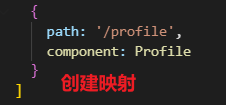 {
path: '/profile',
component: Profile
}
创建映射
]